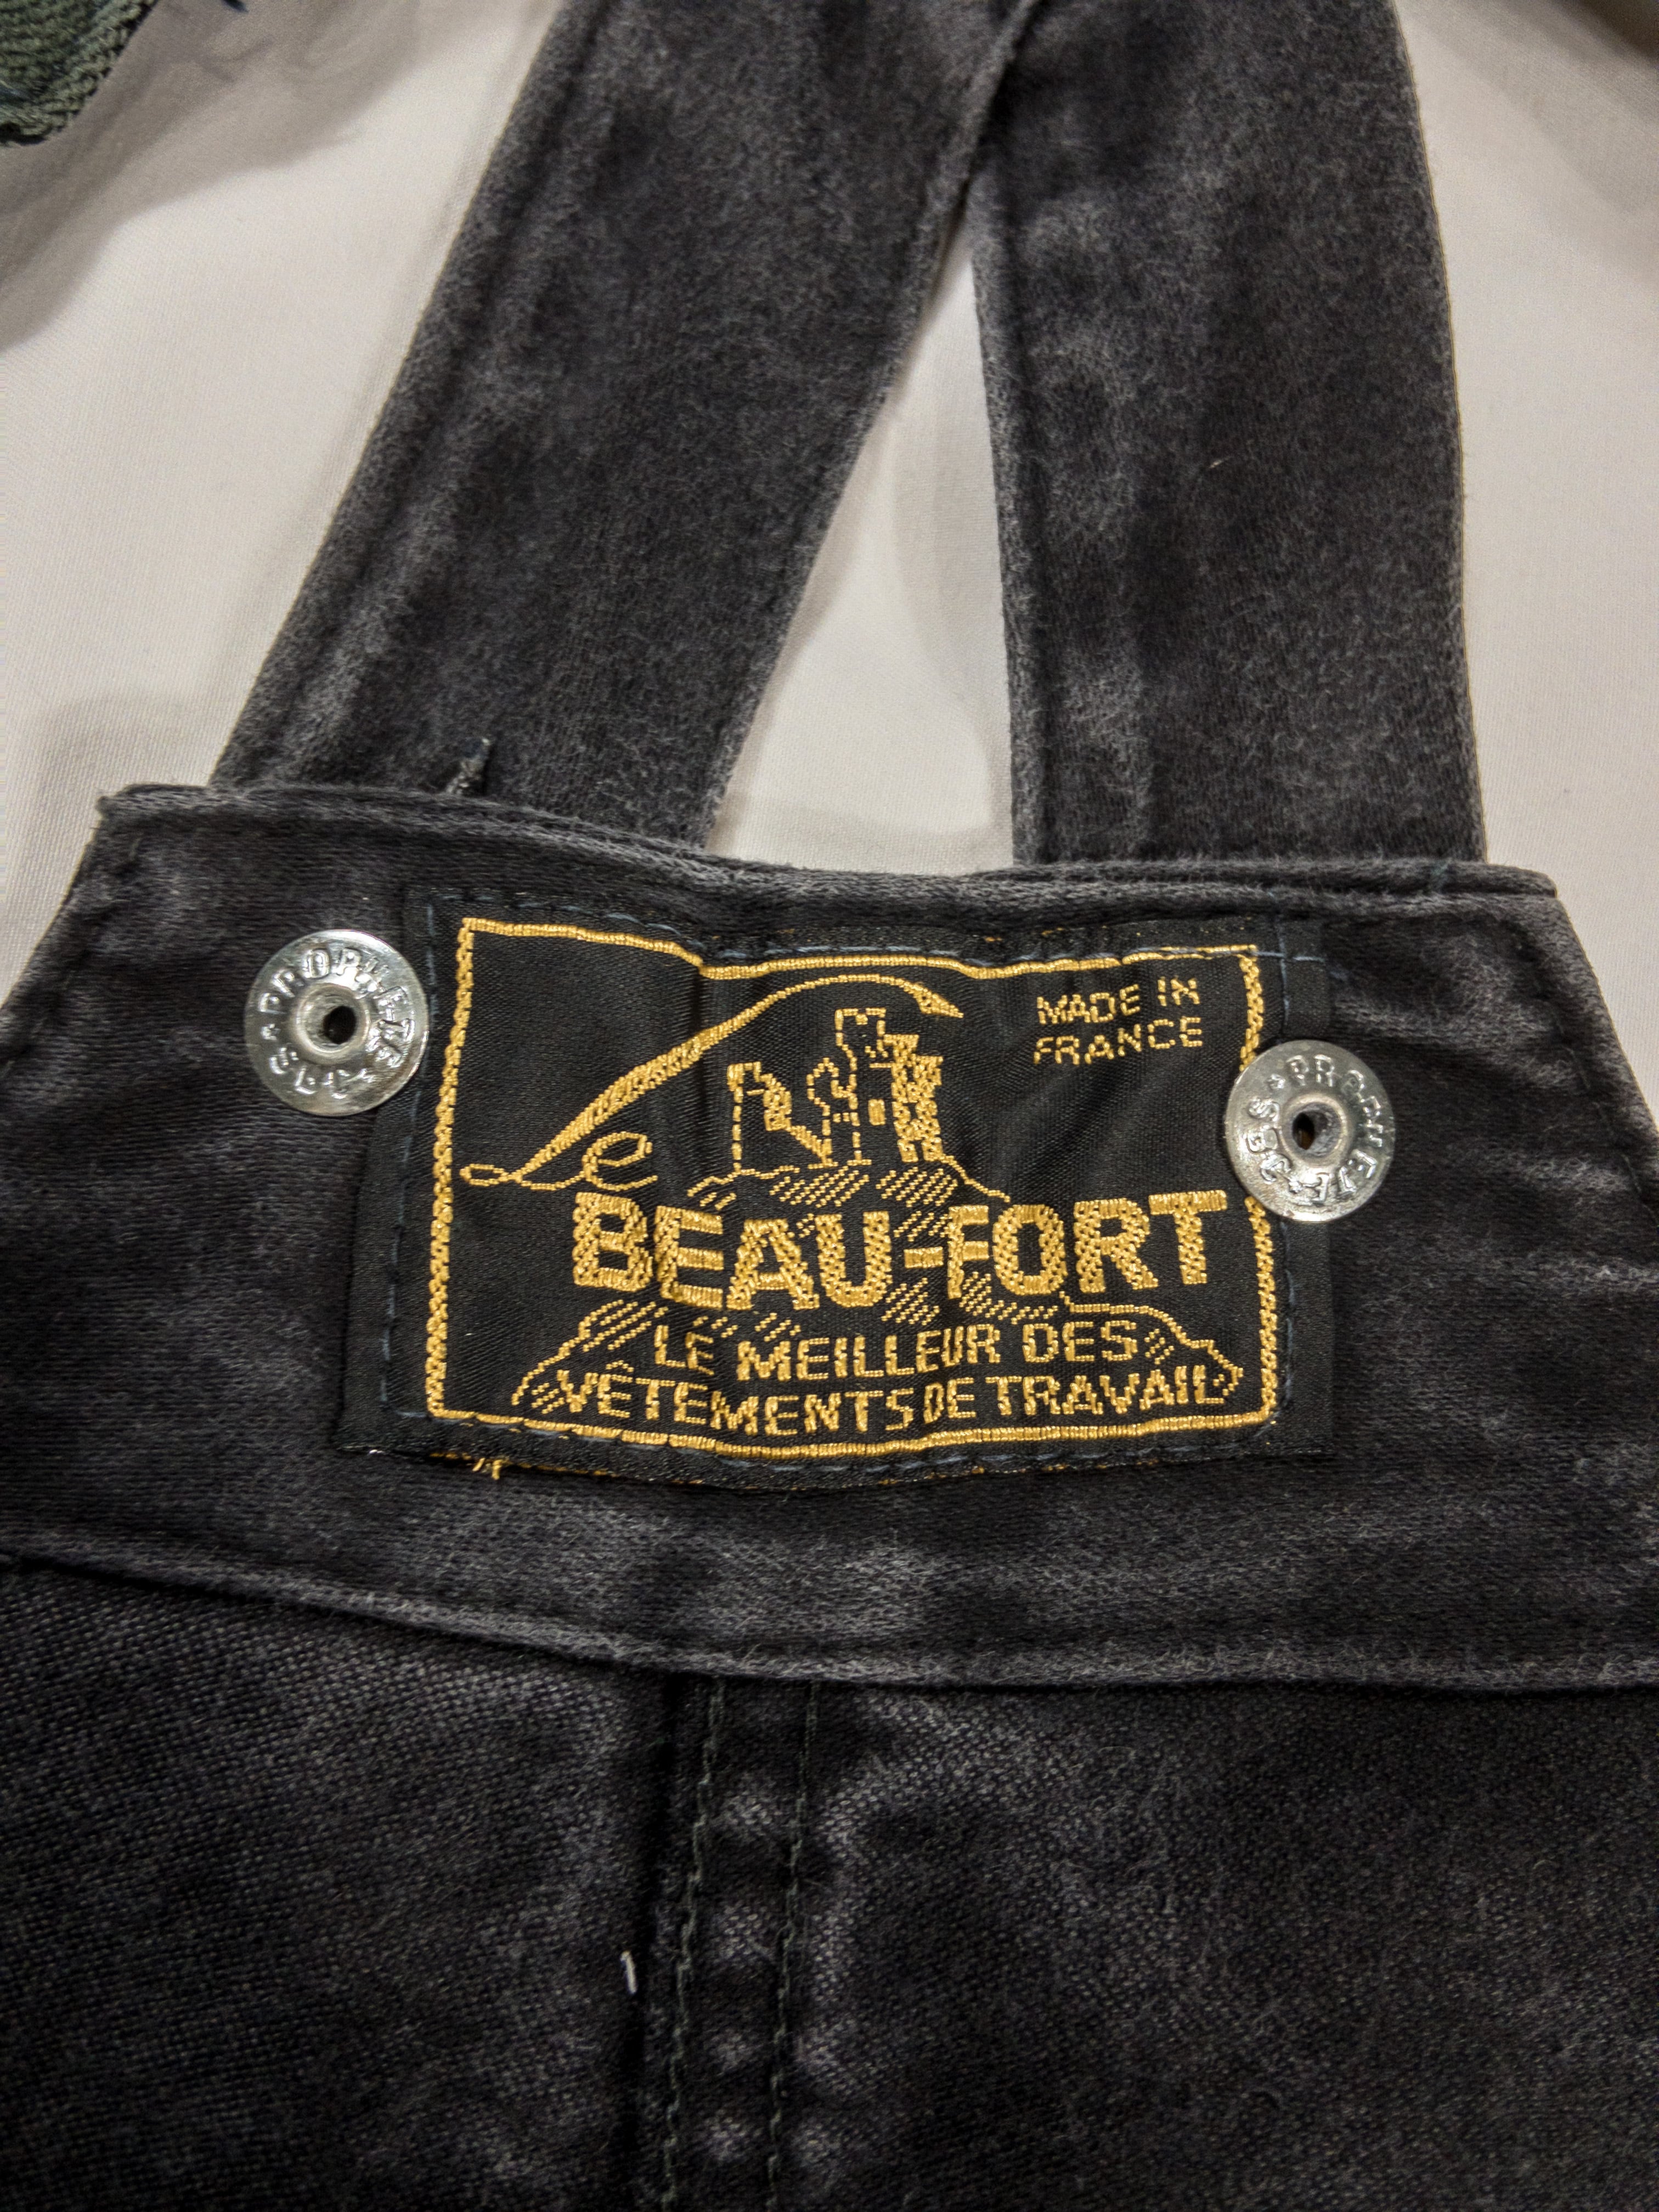 MADE IN
FRANCE
Le
BEAU-FORT
LE MEILLEUR DES
VÊTEMENTS DE TRAVAIL